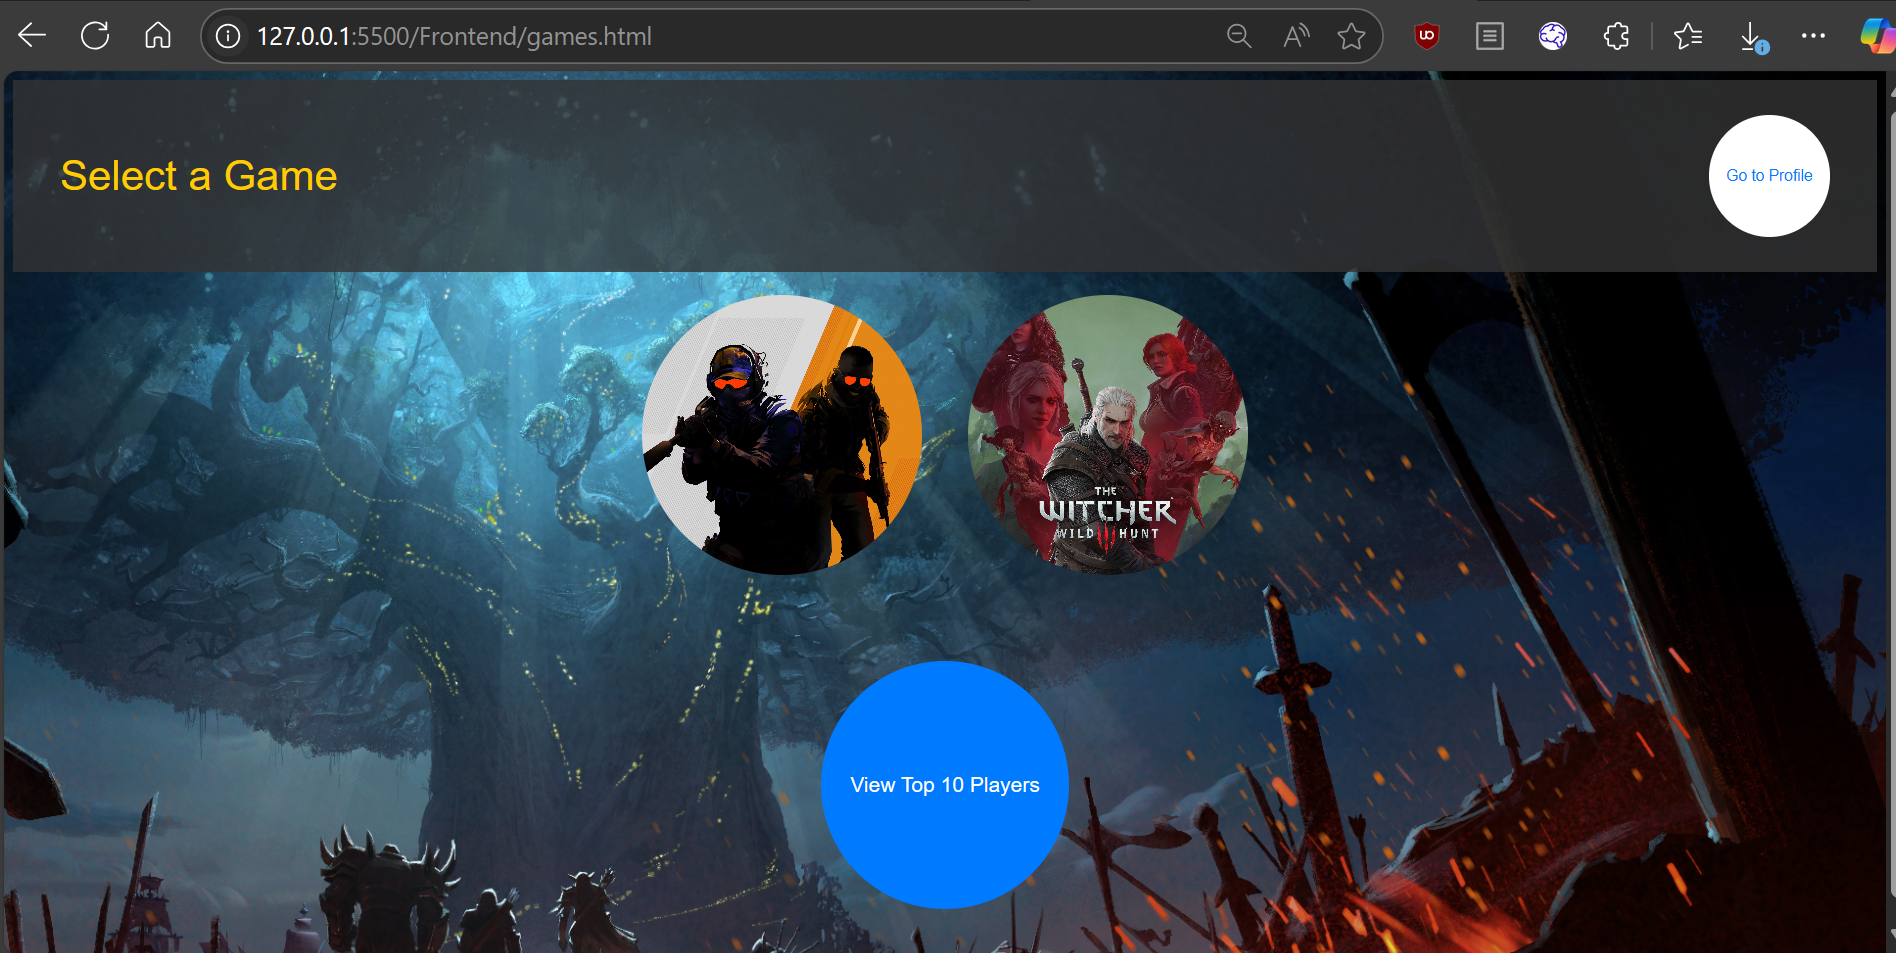 127.0.0.1:5500/Frontend/games.html
Select a Game
Go to Profile
THE
WITCHER
WILD HUNT
View Top 10 Players